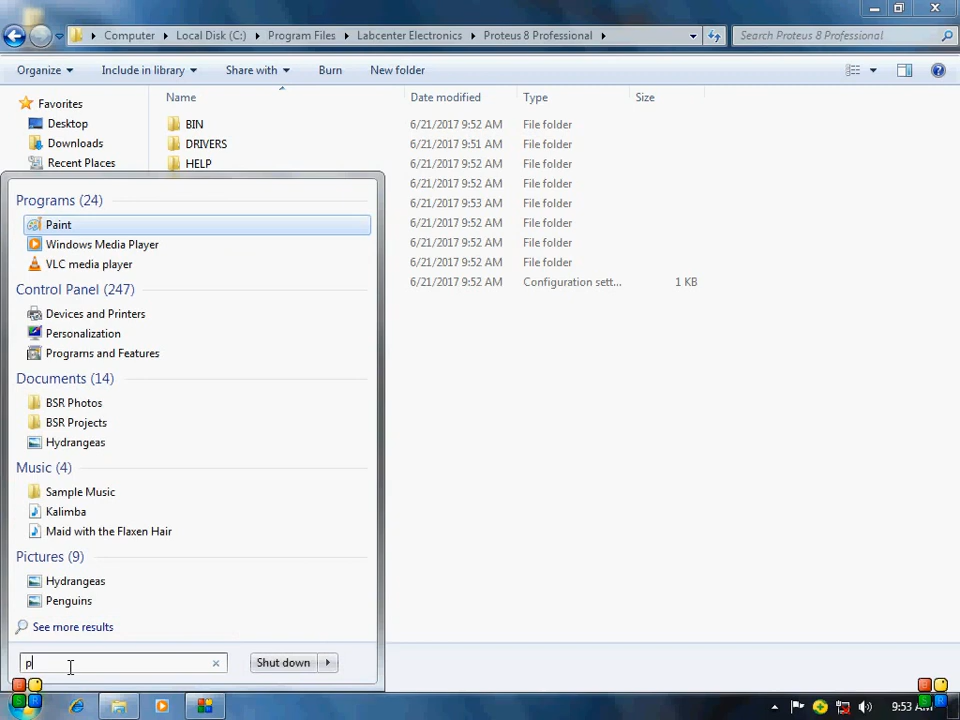 Computer Local Disk (C:) Program Files Labcenter Electronics Proteus 8 Professional Search Proteus 8 Professional
Organize Include in library Share with Burn New folder
Name Date modified Type Size
Favorites
Desktop
Downloads
Recent Places
BIN 6/21/2017 9:52 AM File folder
DRIVERS 6/21/2017 9:51 AM File folder
HELP 6/21/2017 9:52 AM File folder
6/21/2017 9:52 AM File folder
6/21/2017 9:53 AM File folder
6/21/2017 9:52 AM File folder
6/21/2017 9:52 AM File folder
6/21/2017 9:52 AM File folder
6/21/2017 9:52 AM Configuration sett... 1 KB
Programs (24)
Paint
Windows Media Player
VLC media player
Control Panel (247)
Devices and Printers
Personalization
Programs and Features
Documents (14)
BSR Photos
BSR Projects
Hydrangeas
Music (4)
Sample Music
Kalimba
Maid with the Flaxen Hair
Pictures (9)
Hydrangeas
Penguins
See more results
p
Shut down
S R
S R
9:53 AM